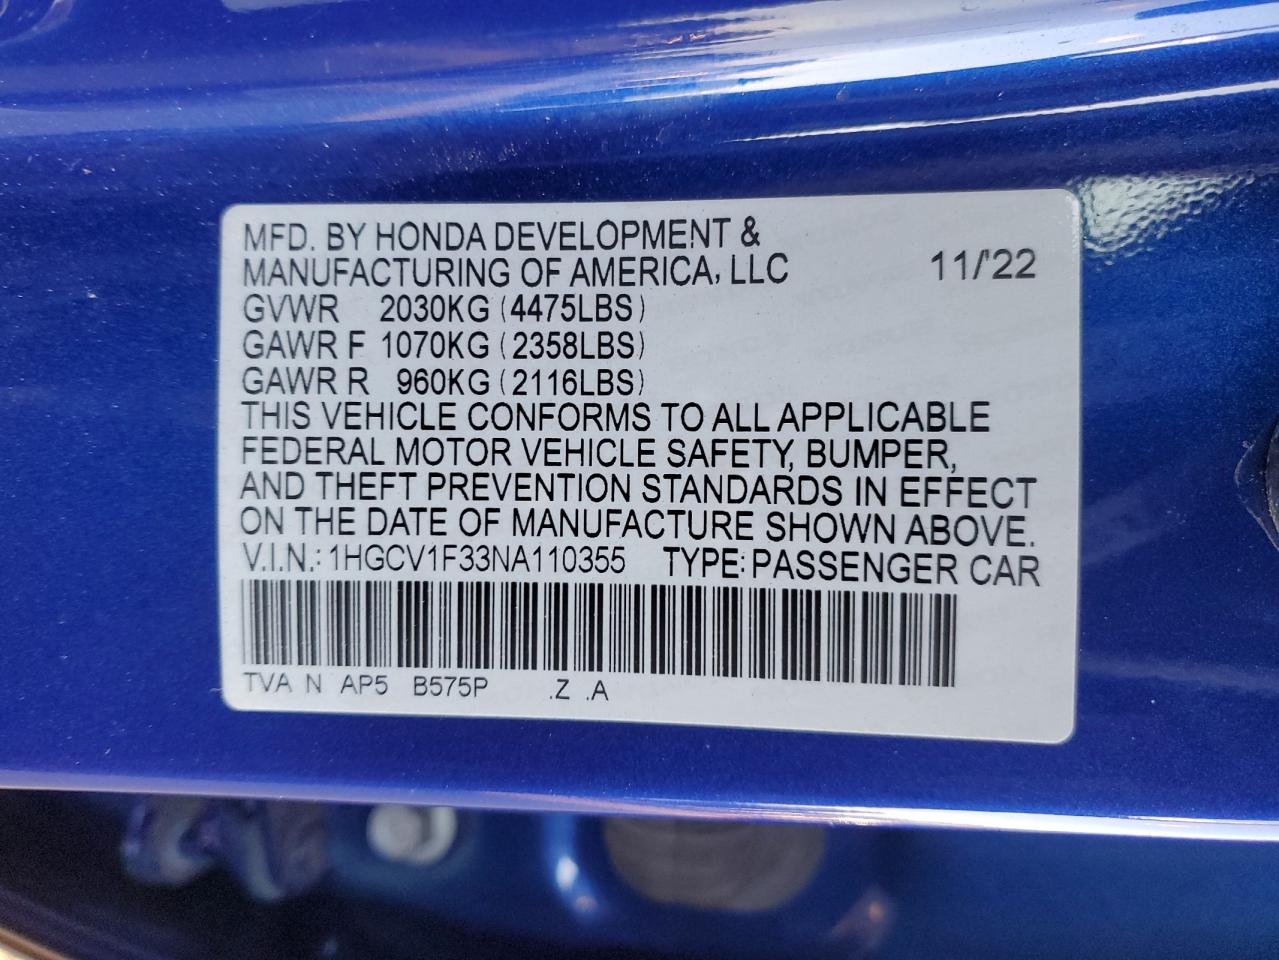 MFD. BY HONDA DEVELOPMENT &
MANUFACTURING OF AMERICA, LLC 11/'22
GVWR 2030KG (4475LBS)
GAWR F 1070KG (2358LBS)
GAWR R 960KG (2116LBS)
THIS VEHICLE CONFORMS TO ALL APPLICABLE
FEDERAL MOTOR VEHICLE SAFETY, BUMPER,
AND THEFT PREVENTION STANDARDS IN EFFECT
ON THE DATE OF MANUFACTURE SHOWN ABOVE.
V.I.N.: 1HGCV1F33NA110355 TYPE: PASSENGER CAR
TVA N AP5 B575P .Z .A